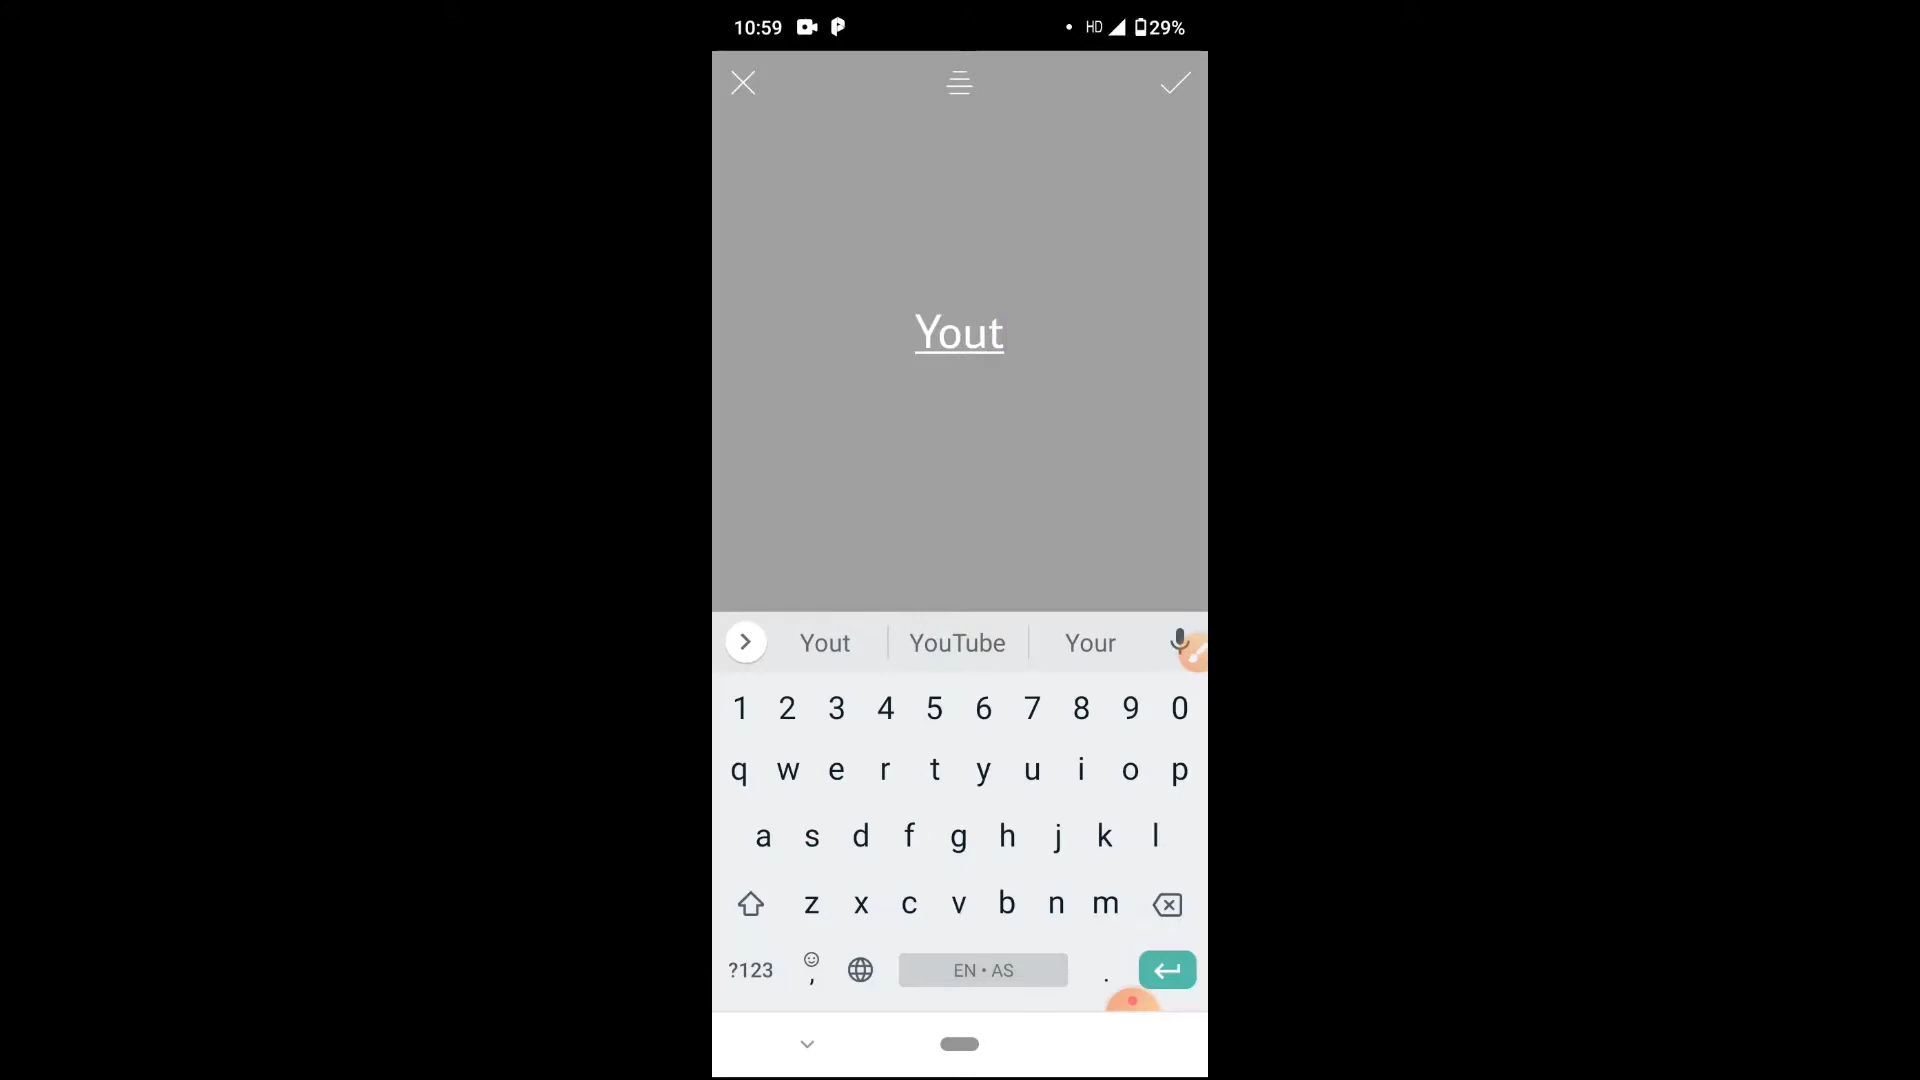 10:59 HD 29%
Yout
Yout YouTube Your
1 2 3 4 5 6 7 8 9 0
q w e r t y u i o p
a s d f g h j k l
z x c v b n m
?123 , EN • AS .